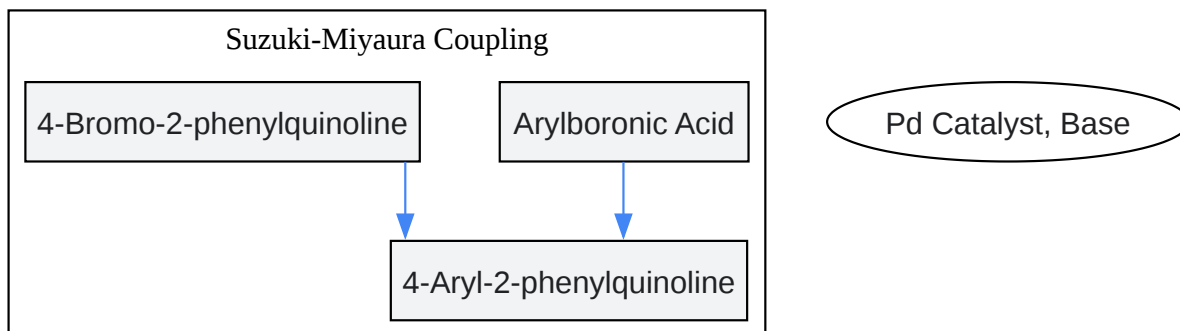 Suzuki-Miyaura Coupling
4-Bromo-2-phenylquinoline
Arylboronic Acid
Pd Catalyst, Base
4-Aryl-2-phenylquinoline